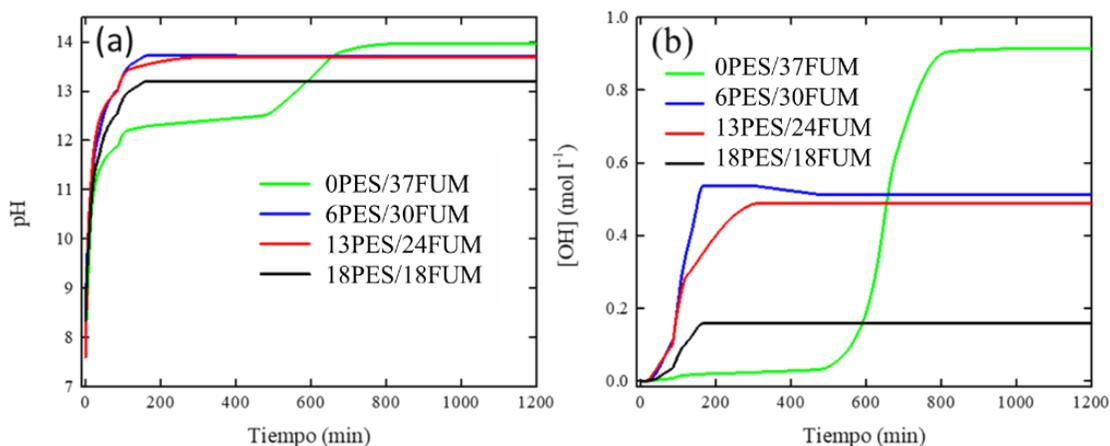 (a)
14
13
12
11
10
9
8
7
pH
0PES/37FUM
6PES/30FUM
13PES/24FUM
18PES/18FUM
0 200 400 600 800 1000 1200
Tiempo (min)
(b)
1.0
0.8
0.6
0.4
0.2
0.0
[OH] (mol l⁻¹)
0PES/37FUM
6PES/30FUM
13PES/24FUM
18PES/18FUM
0 200 400 600 800 1000 1200
Tiempo (min)